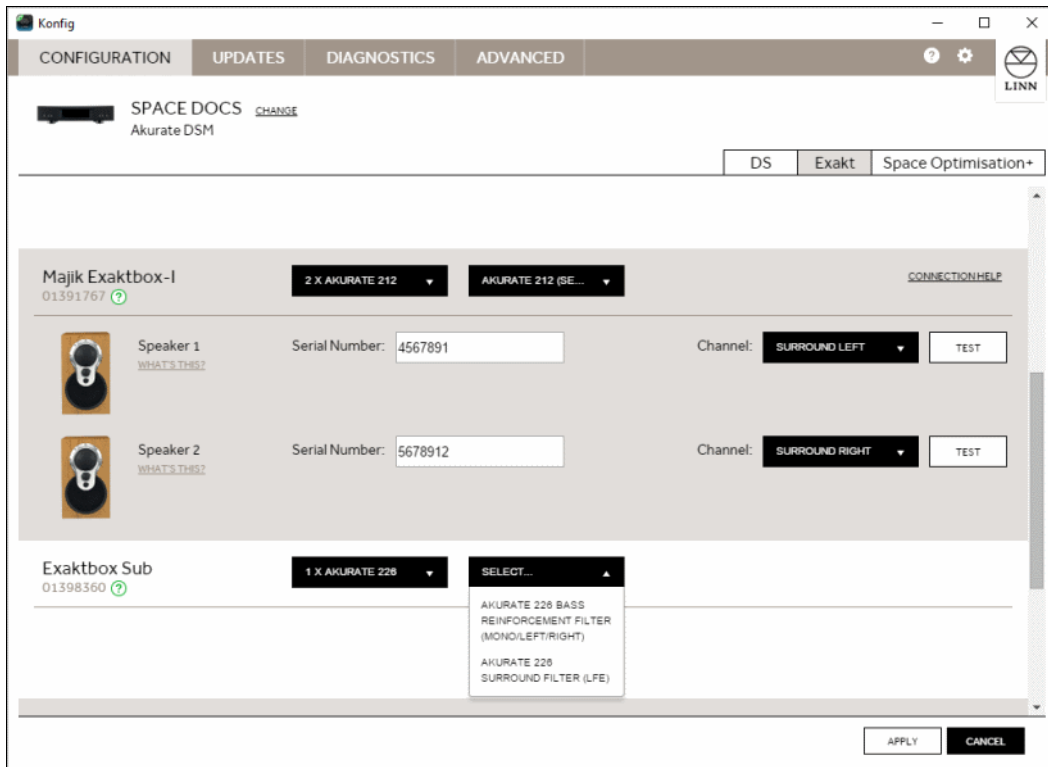 Konfig
CONFIGURATION UPDATES DIAGNOSTICS ADVANCED
LINN
SPACE DOCS CHANGE
Akurate DSM
DS Exakt Space Optimisation+
Majik Exaktbox-I 2 X AKURATE 212 AKURATE 212 (SE... CONNECTION HELP
01391767
Speaker 1 Serial Number: 4567891 Channel: SURROUND LEFT TEST
WHAT'S THIS?
Speaker 2 Serial Number: 5678912 Channel: SURROUND RIGHT TEST
WHAT'S THIS?
Exaktbox Sub 1 X AKURATE 226 SELECT...
01398360
AKURATE 226 BASS
REINFORCEMENT FILTER
(MONO/LEFT/RIGHT)
AKURATE 226
SURROUND FILTER (LFE)
APPLY CANCEL